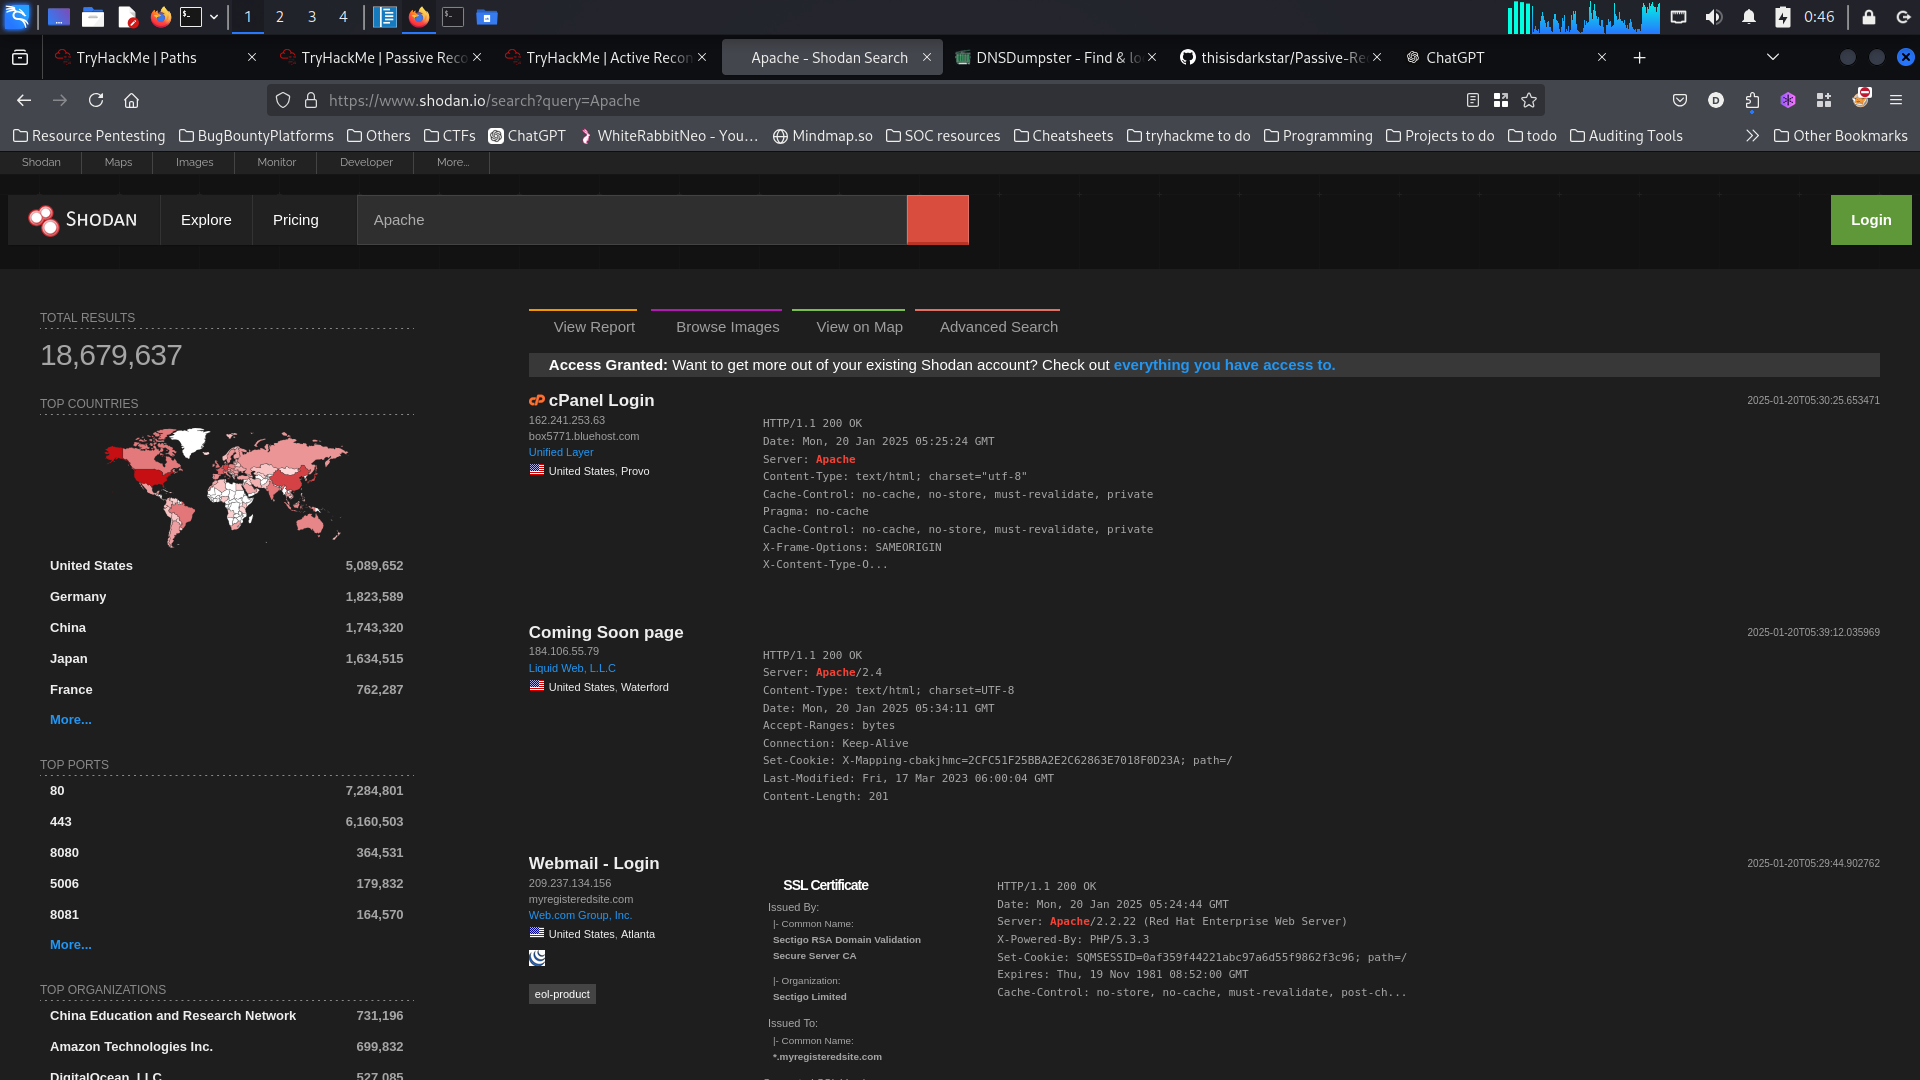 1
2
3
4
0:46
TryHackMe | Paths
TryHackMe | Passive Reco
TryHackMe | Active Recon
Apache - Shodan Search
DNSDumpster - Find & lo
thisisdarkstar/Passive-Re
ChatGPT
https://www.shodan.io/search?query=Apache
Resource Pentesting
BugBountyPlatforms
Others
CTFs
ChatGPT
WhiteRabbitNeo - You…
Mindmap.so
SOC resources
Cheatsheets
tryhackme to do
Programming
Projects to do
todo
Auditing Tools
Other Bookmarks
Shodan
Maps
Images
Monitor
Developer
More...
SHODAN
Explore
Pricing
Apache
Login
TOTAL RESULTS
18,679,637
TOP COUNTRIES
United States 5,089,652
Germany 1,823,589
China 1,743,320
Japan 1,634,515
France 762,287
More...
TOP PORTS
80 7,284,801
443 6,160,503
8080 364,531
5006 179,832
8081 164,570
More...
TOP ORGANIZATIONS
China Education and Research Network 731,196
Amazon Technologies Inc. 699,832
DigitalOcean, LLC 527,085
View Report
Browse Images
View on Map
Advanced Search
Access Granted: Want to get more out of your existing Shodan account? Check out everything you have access to.
cP cPanel Login
2025-01-20T05:30:25.653471
162.241.253.63
box5771.bluehost.com
Unified Layer
United States, Provo
HTTP/1.1 200 OK
Date: Mon, 20 Jan 2025 05:25:24 GMT
Server: Apache
Content-Type: text/html; charset="utf-8"
Cache-Control: no-cache, no-store, must-revalidate, private
Pragma: no-cache
Cache-Control: no-cache, no-store, must-revalidate, private
X-Frame-Options: SAMEORIGIN
X-Content-Type-O...
Coming Soon page
2025-01-20T05:39:12.035969
184.106.55.79
Liquid Web, L.L.C
United States, Waterford
HTTP/1.1 200 OK
Server: Apache/2.4
Content-Type: text/html; charset=UTF-8
Date: Mon, 20 Jan 2025 05:34:11 GMT
Accept-Ranges: bytes
Connection: Keep-Alive
Set-Cookie: X-Mapping-cbakjhmc=2CFC51F25BBA2E2C62863E7018F0D23A; path=/
Last-Modified: Fri, 17 Mar 2023 06:00:04 GMT
Content-Length: 201
Webmail - Login
2025-01-20T05:29:44.902762
209.237.134.156
myregisteredsite.com
Web.com Group, Inc.
United States, Atlanta
eol-product
SSL Certificate
Issued By:
|- Common Name:
Sectigo RSA Domain Validation
Secure Server CA
|- Organization:
Sectigo Limited
Issued To:
|- Common Name:
*.myregisteredsite.com
HTTP/1.1 200 OK
Date: Mon, 20 Jan 2025 05:24:44 GMT
Server: Apache/2.2.22 (Red Hat Enterprise Web Server)
X-Powered-By: PHP/5.3.3
Set-Cookie: SQMSESSID=0af359f44221abc97a6d55f9862f3c96; path=/
Expires: Thu, 19 Nov 1981 08:52:00 GMT
Cache-Control: no-store, no-cache, must-revalidate, post-ch...